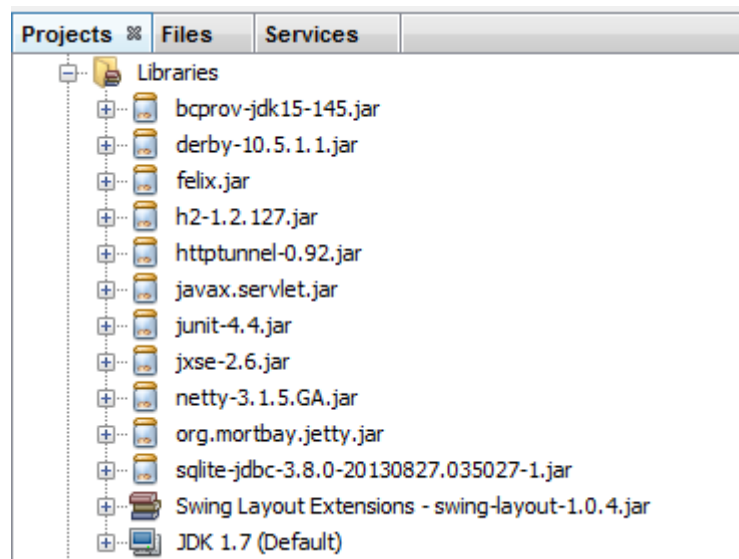 Projects Files Services
Libraries
bcprov-jdk15-145.jar
derby-10.5.1.1.jar
felix.jar
h2-1.2.127.jar
httptunnel-0.92.jar
javax.servlet.jar
junit-4.4.jar
jxse-2.6.jar
netty-3.1.5.GA.jar
org.mortbay.jetty.jar
sqlite-jdbc-3.8.0-20130827.035027-1.jar
Swing Layout Extensions - swing-layout-1.0.4.jar
JDK 1.7 (Default)